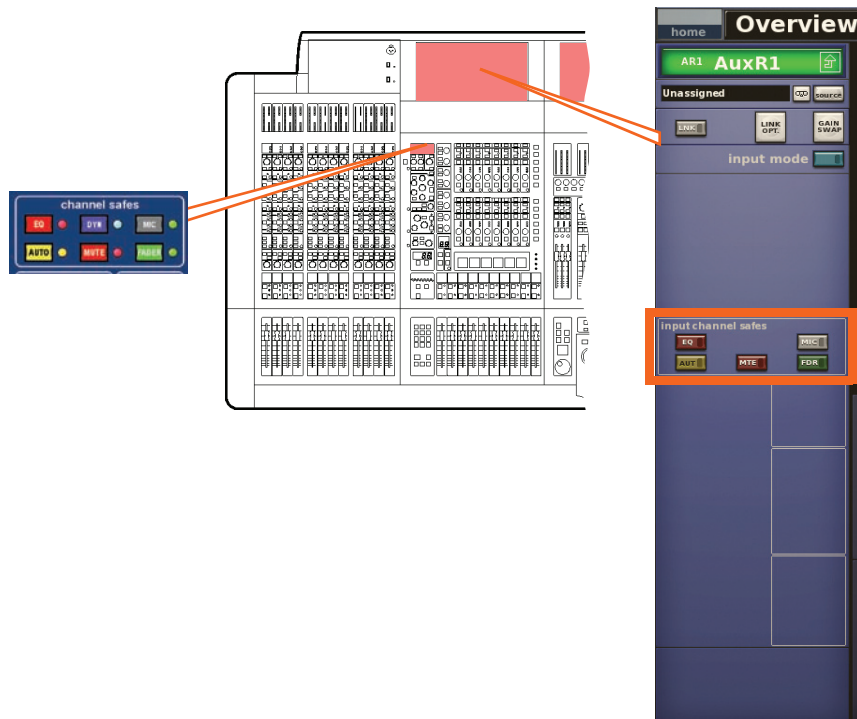 channel safes
EQ DYN MIC
AUTO MUTE FADER
home Overview
AR1 AuxR1
Unassigned source
LNK LINK OPT. GAIN SWAP
input mode
input channel safes
EQ MIC
AUT MTE FDR